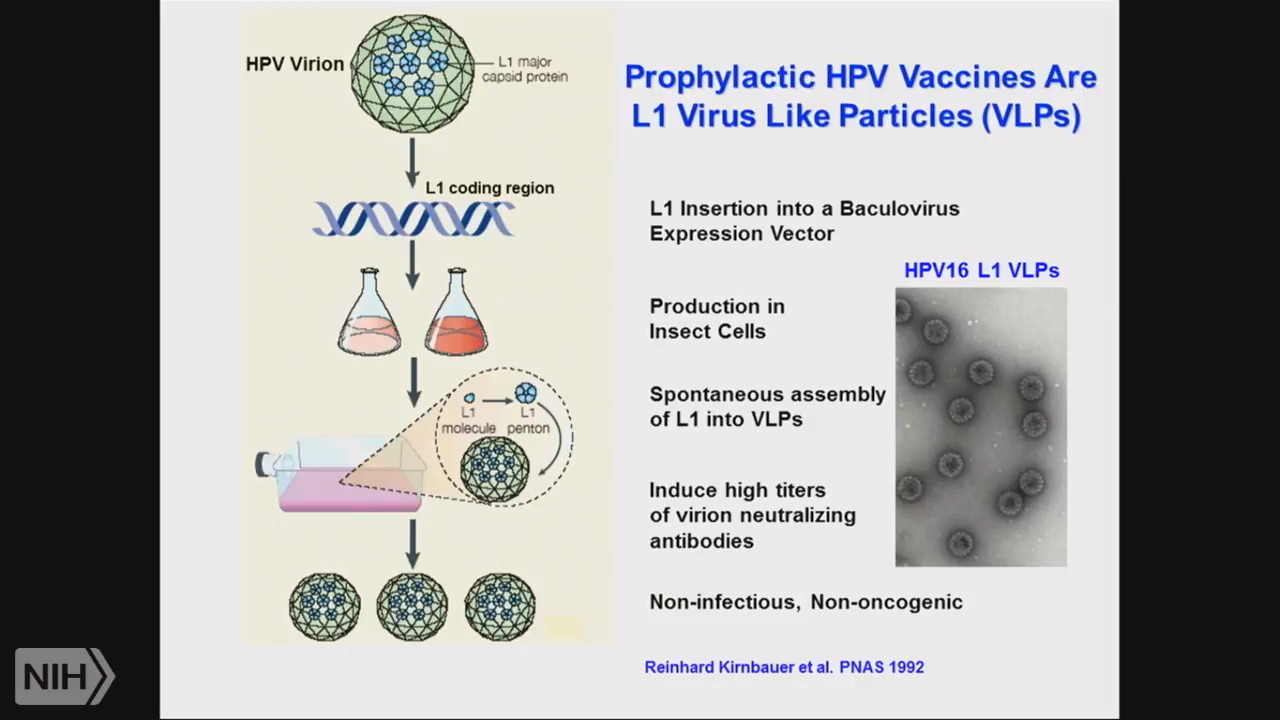 HPV Virion
L1 major
capsid protein
Prophylactic HPV Vaccines Are
L1 Virus Like Particles (VLPs)
L1 coding region
L1 Insertion into a Baculovirus
Expression Vector
HPV16 L1 VLPs
Production in
Insect Cells
Spontaneous assembly
of L1 into VLPs
L1
molecule
L1
penton
Induce high titers
of virion neutralizing
antibodies
Non-infectious, Non-oncogenic
Reinhard Kirnbauer et al. PNAS 1992
NIH